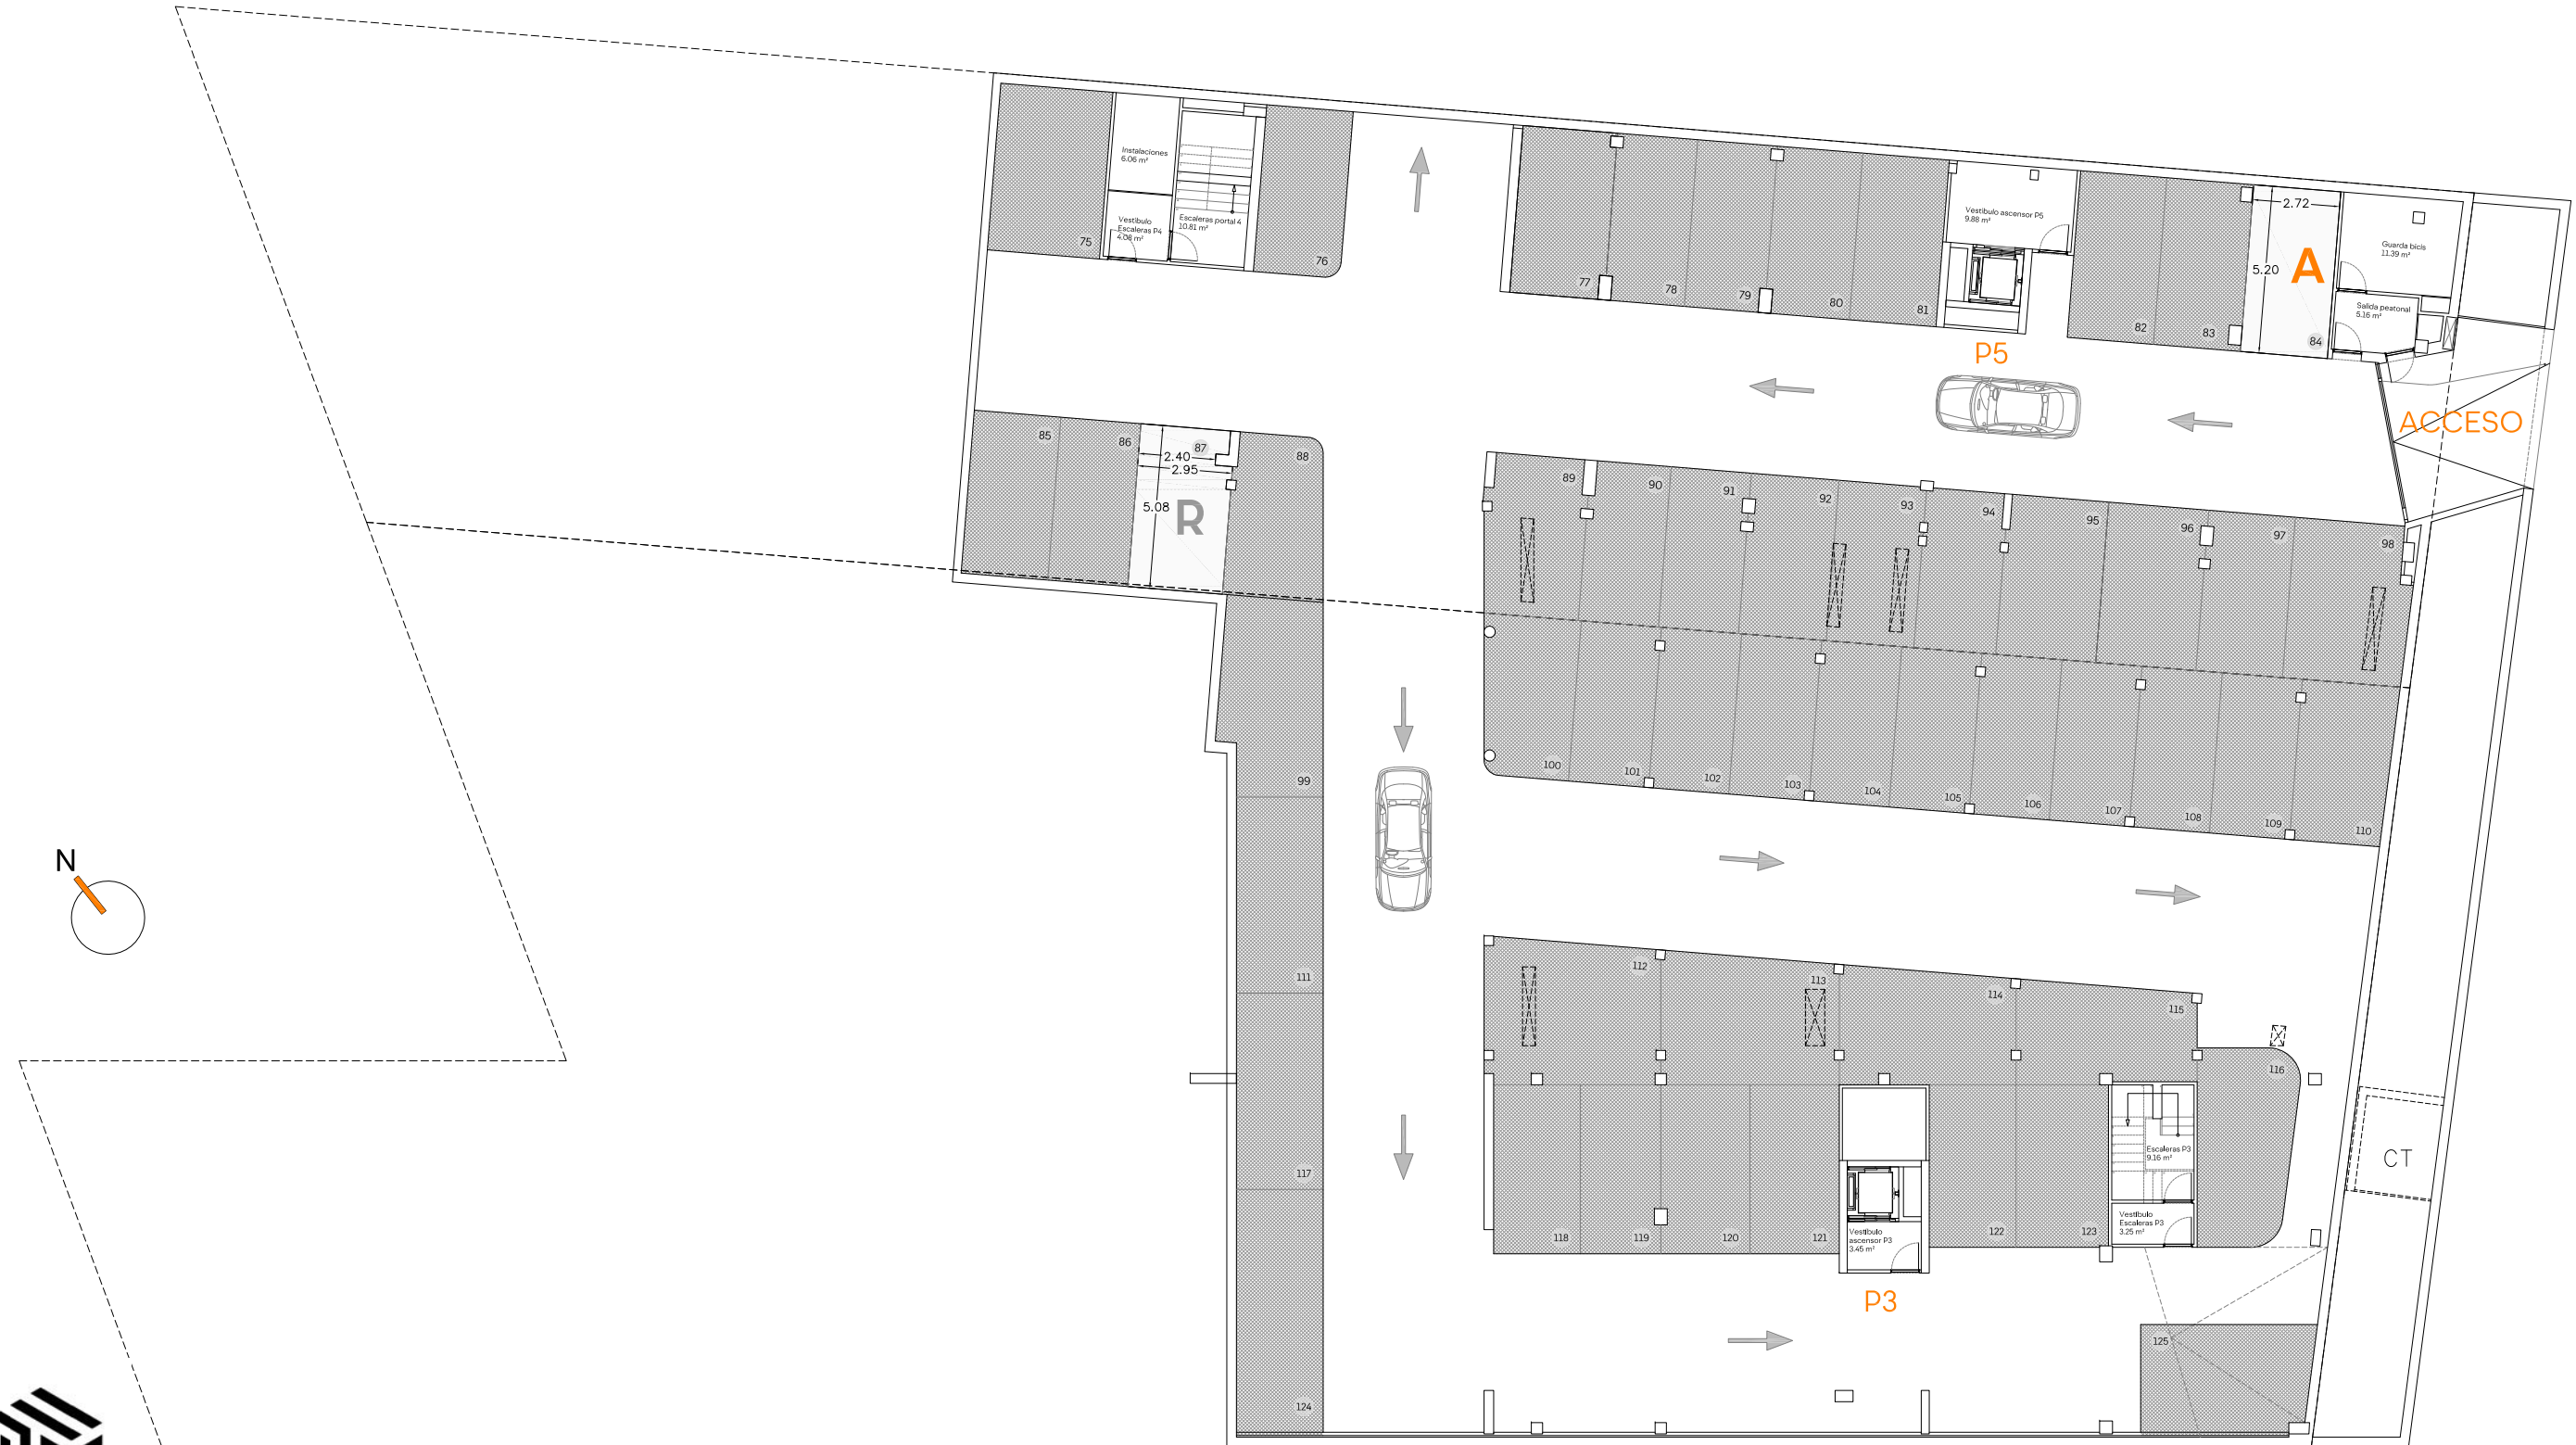 Instalaciones
6.06 m²
Vestíbulo
Escaleras P4
4.08 m²
Escaleras portal 4
10.81 m²
75
76
77
78
79
80
81
Vestíbulo ascensor P5
9.88 m²
82
83
2.72
5.20
A
84
Guarda bicis
11.39 m²
Salida peatonal
5.16 m²
P5
ACCESO
85
86
87
2.40
2.95
5.08
R
88
89
90
91
92
93
94
95
96
97
98
99
100
101
102
103
104
105
106
107
108
109
110
N
111
112
113
114
115
116
117
118
119
120
121
122
123
Escaleras P3
9.16 m²
Vestíbulo
Escaleras P3
3.25 m²
Vestíbulo
ascensor P3
3.45 m²
CT
P3
124
125